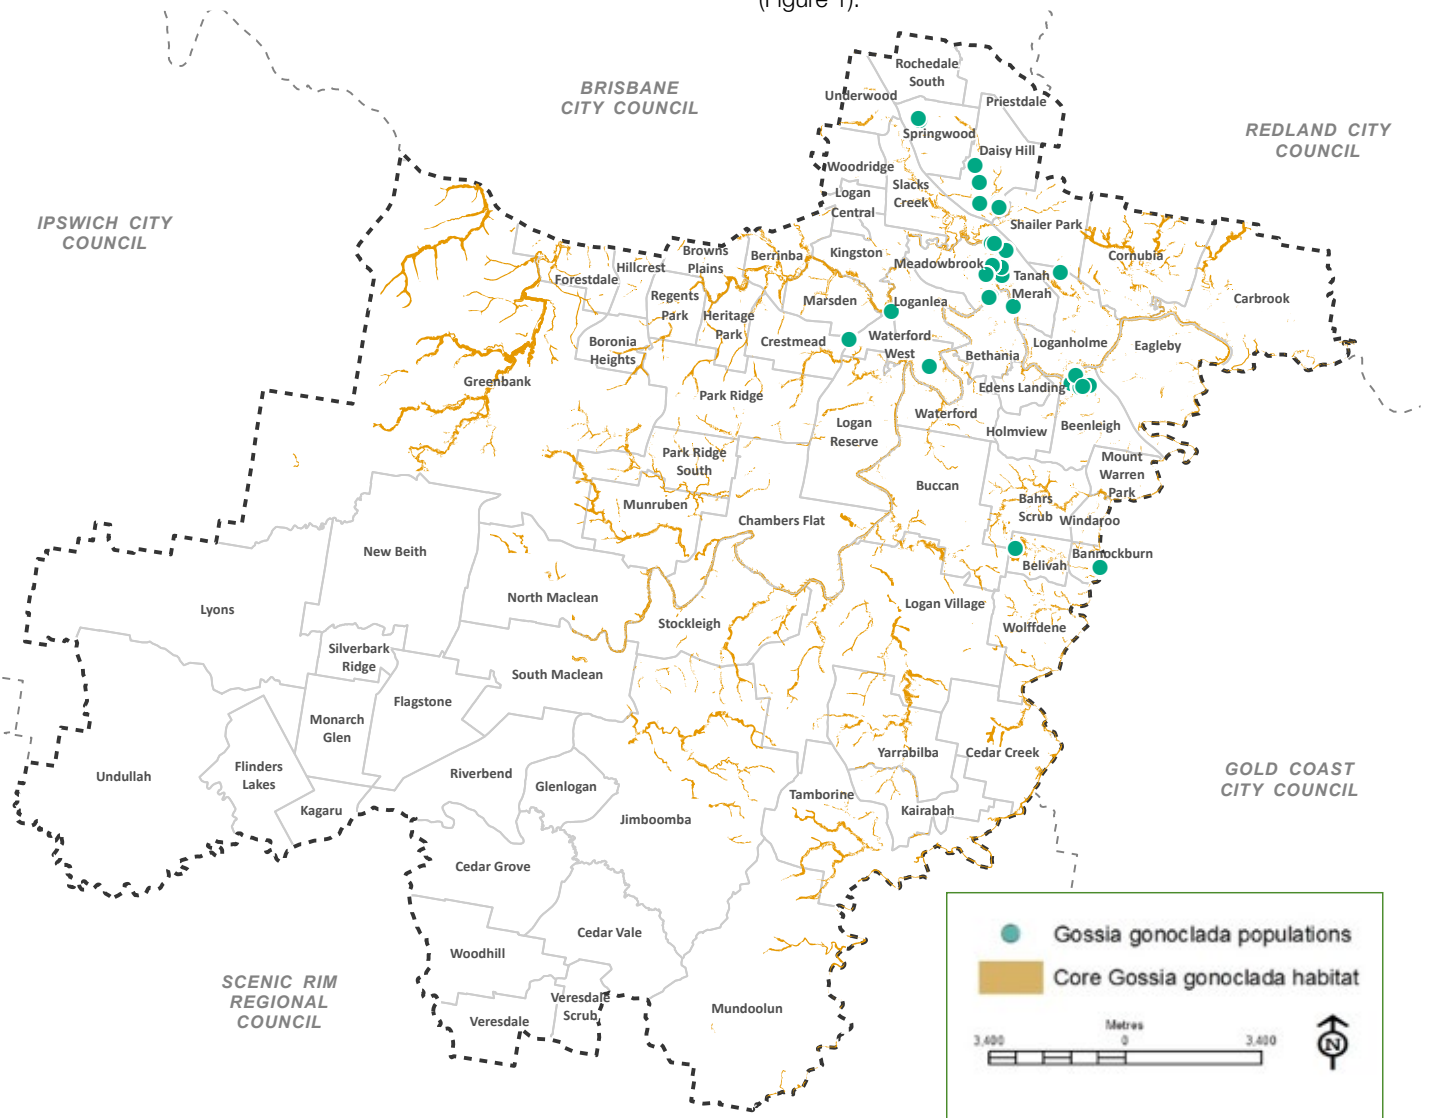 (Figure 1).
BRISBANE
CITY COUNCIL
REDLAND CITY
COUNCIL
IPSWICH CITY
COUNCIL
Rochedale
South
Underwood
Priestdale
Springwood
Daisy Hill
Woodridge
Slacks
Creek
Logan
Central
Shailer Park
Browns
Plains
Berrinba
Kingston
Meadowbrook
Cornubia
Hillcrest
Forestdale
Tanah
Merah
Carbrook
Regents
Park
Heritage
Park
Marsden
Loganlea
Boronia
Heights
Crestmead
Waterford
West
Bethania
Loganholme
Eagleby
Greenbank
Park Ridge
Edens Landing
Waterford
Logan
Reserve
Holmview
Beenleigh
Park Ridge
South
Mount
Warren
Park
Buccan
Munruben
Bahrs
Scrub
Windaroo
Chambers Flat
New Beith
Bannockburn
Belivah
Lyons
North Maclean
Logan Village
Stockleigh
Wolffdene
Silverbark
Ridge
South Maclean
Flagstone
Monarch
Glen
Yarrabilba
Cedar Creek
Undullah
Flinders
Lakes
Riverbend
Glenlogan
GOLD COAST
CITY COUNCIL
Tamborine
Kagaru
Kairabah
Jimboomba
Cedar Grove
Cedar Vale
Woodhill
SCENIC RIM
REGIONAL
COUNCIL
Veresdale
Scrub
Veresdale
Mundoolun
Gossia gonoclada populations
Core Gossia gonoclada habitat
Metres
3,400 0 3,400
N